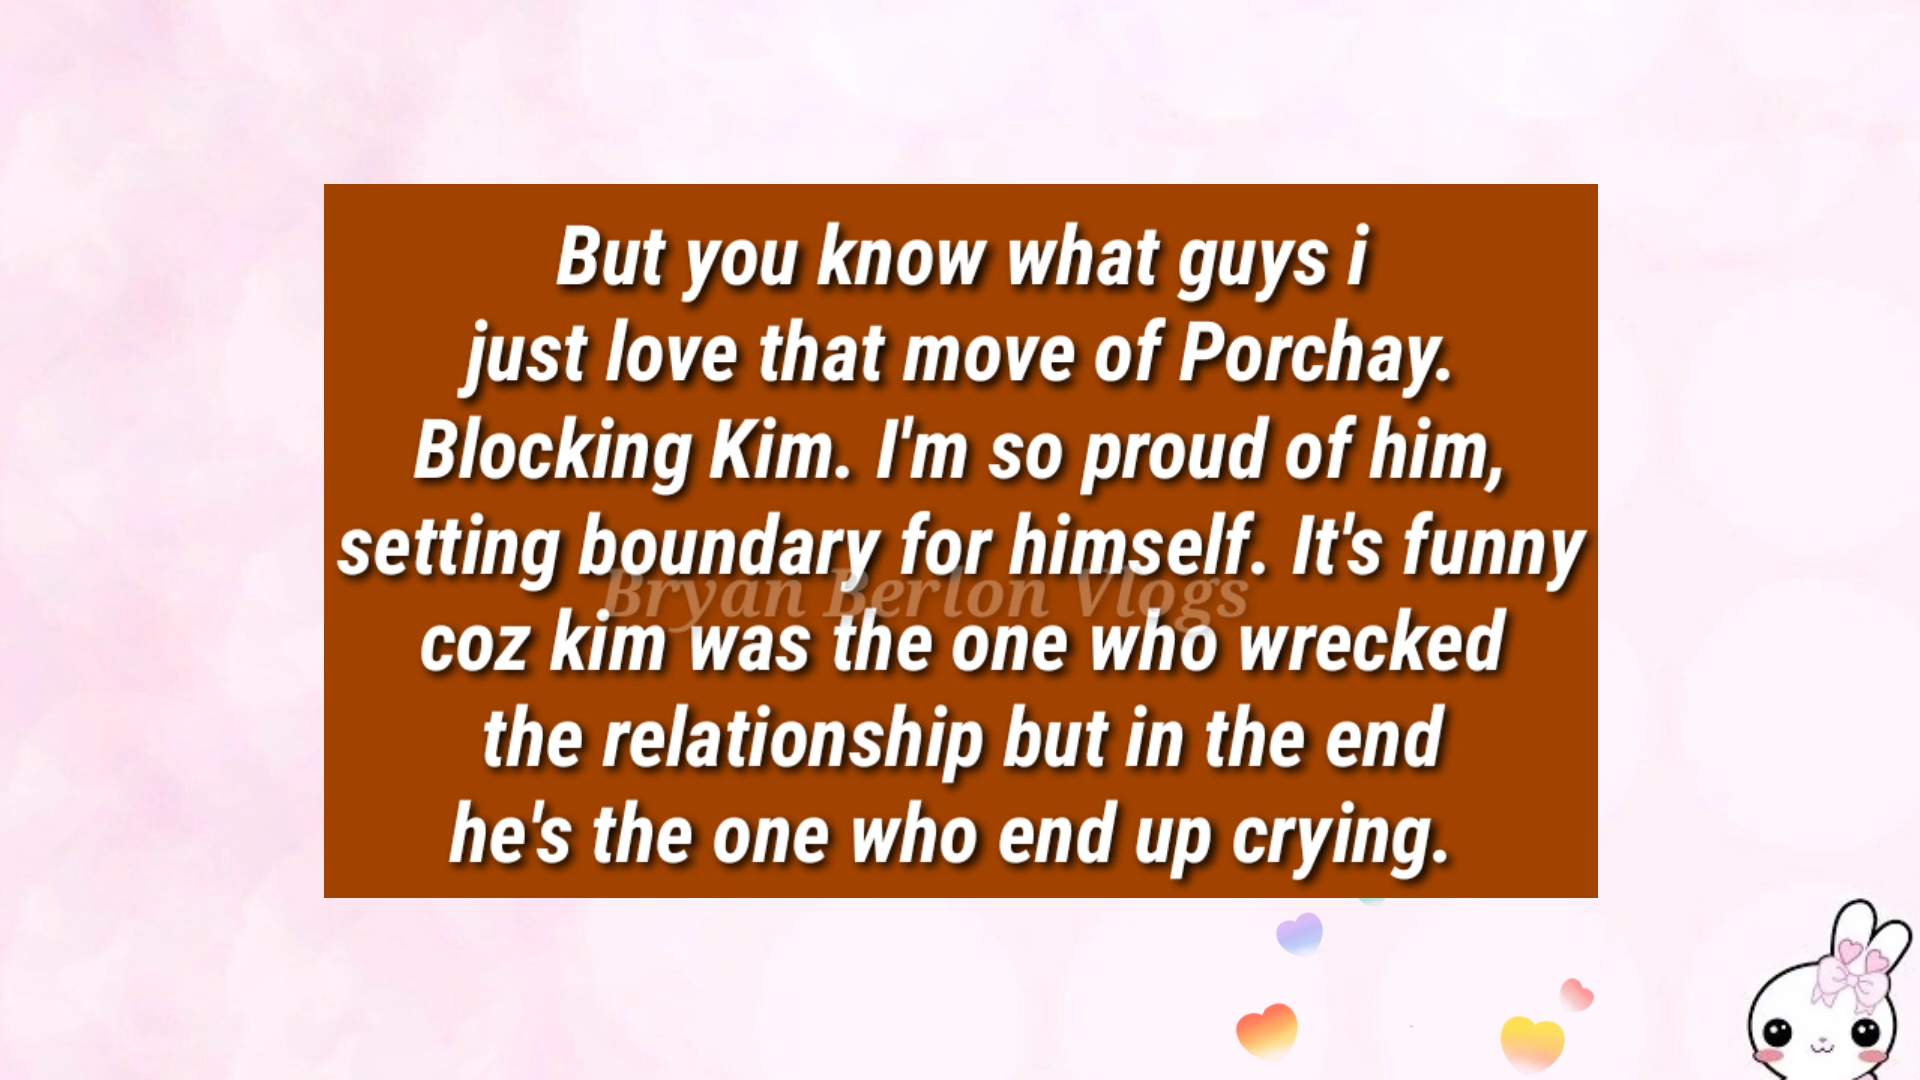 But you know what guys i
just love that move of Porchay.
Blocking Kim. I'm so proud of him,
setting boundary for himself. It's funny
Bryan Berlon Vlogs
coz kim was the one who wrecked
the relationship but in the end
he's the one who end up crying.